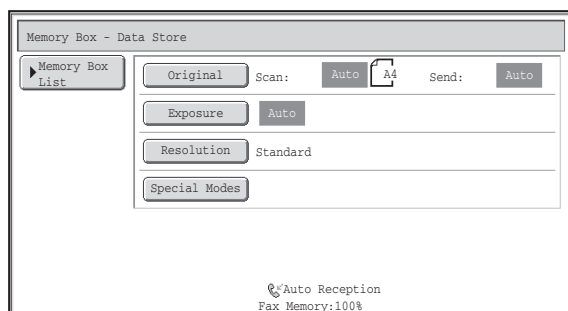 Memory Box - Data Store
Memory Box
List
Original Scan: Auto A4 Send: Auto
Exposure Auto
Resolution Standard
Special Modes
Auto Reception
Fax Memory:100%